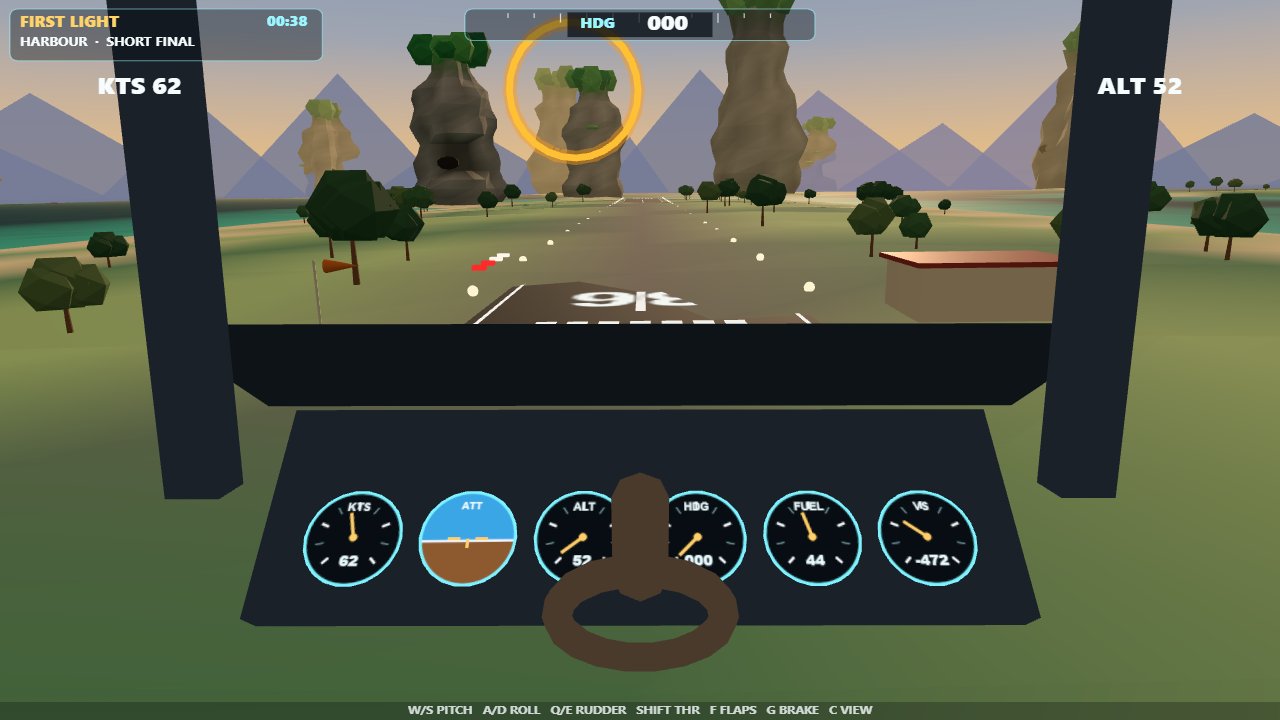 FIRST LIGHT 00:38
HARBOUR · SHORT FINAL
HDG 000
KTS 62
ALT 52
KTS
62
ATT
ALT
52
HDG
000
FUEL
44
VS
-472
W/S PITCH A/D ROLL Q/E RUDDER SHIFT THR F FLAPS G BRAKE C VIEW